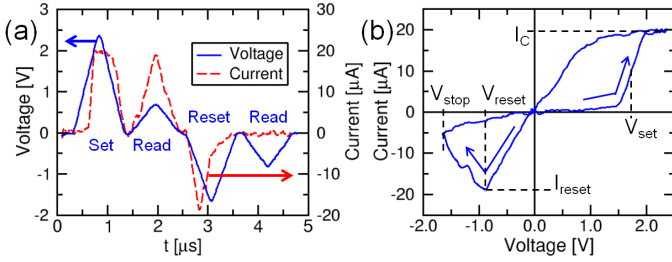 (a)
3
2
1
0
-1
-2
Voltage [V]
0
1
2
3
4
5
t [µs]
30
20
10
0
-10
-20
Current [µA]
Voltage
Current
Set
Read
Reset
Read
(b)
20
10
0
-10
-20
Current [µA]
-2.0
-1.0
0.0
1.0
2.0
Voltage [V]
I_C
V_stop
V_reset
V_set
I_reset